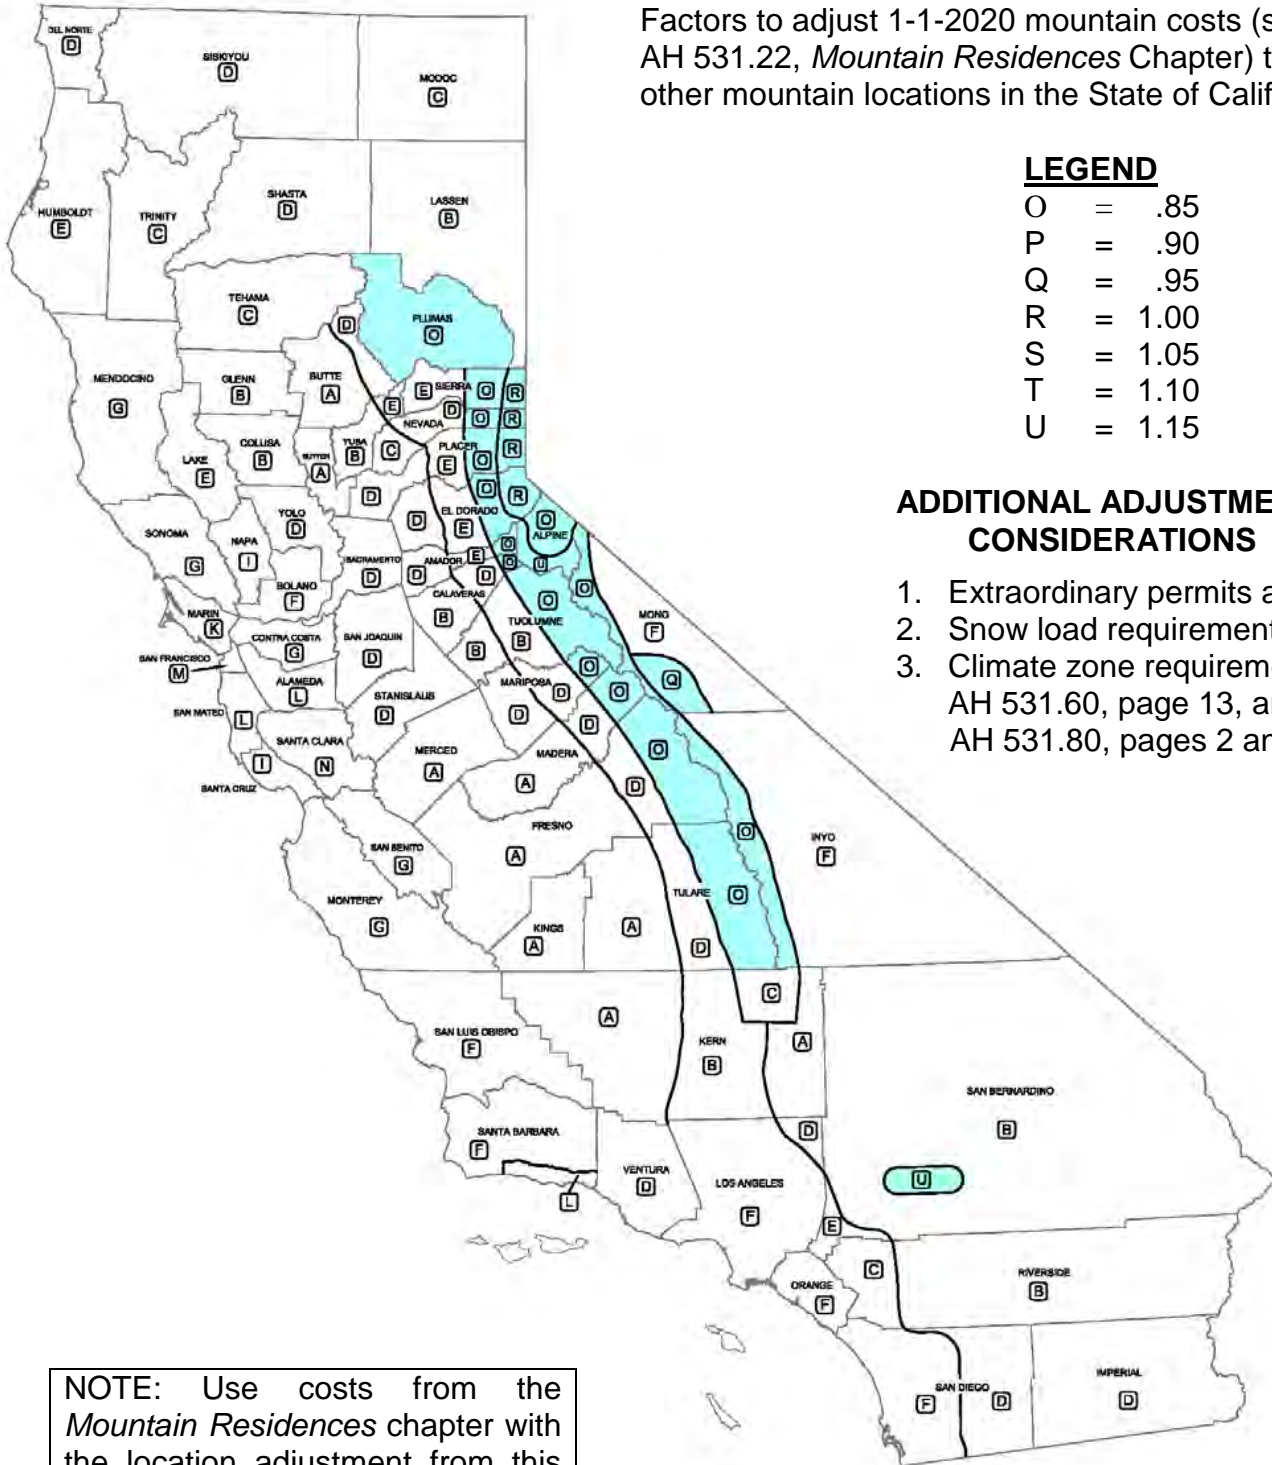 Factors to adjust 1-1-2020 mountain costs (s
AH 531.22, Mountain Residences Chapter) t
other mountain locations in the State of Calif
LEGEND
O = .85
P = .90
Q = .95
R = 1.00
S = 1.05
T = 1.10
U = 1.15
ADDITIONAL ADJUSTME
CONSIDERATIONS
1. Extraordinary permits a
2. Snow load requirement
3. Climate zone requireme
AH 531.60, page 13, a
AH 531.80, pages 2 an
DEL NORTE
D
SISKIYOU
D
MODOC
C
HUMBOLDT
E
TRINITY
C
SHASTA
D
LASSEN
B
TEHAMA
C
D
PLUMAS
O
MENDOCINO
G
GLENN
B
BUTTE
A
E
SIERRA
O
R
E
D
O
R
NEVADA
COLUSA
B
SUTTER
A
YUBA
B
C
PLACER
E
O
R
LAKE
E
D
O
R
SONOMA
G
NAPA
I
YOLO
D
D
EL DORADO
E
O
ALPINE
O
O
U
SACRAMENTO
D
AMADOR
D
E
D
SOLANO
F
CALAVERAS
B
O
O
MARIN
K
CONTRA COSTA
G
SAN JOAQUIN
D
B
TUOLUMNE
B
MONO
F
SAN FRANCISCO
M
ALAMEDA
L
STANISLAUS
D
MARIPOSA
D
D
O
O
Q
SAN MATEO
L
SANTA CLARA
N
MERCED
A
MADERA
A
D
O
I
SANTA CRUZ
D
FRESNO
A
O
INYO
F
SAN BENITO
G
MONTEREY
G
KINGS
A
A
TULARE
D
O
C
SAN LUIS OBISPO
F
A
KERN
B
A
SAN BERNARDINO
B
SANTA BARBARA
F
L
VENTURA
D
LOS ANGELES
F
D
U
E
ORANGE
F
C
RIVERSIDE
B
SAN DIEGO
F
D
IMPERIAL
D
NOTE: Use costs from the
Mountain Residences chapter with
the location adjustment from this